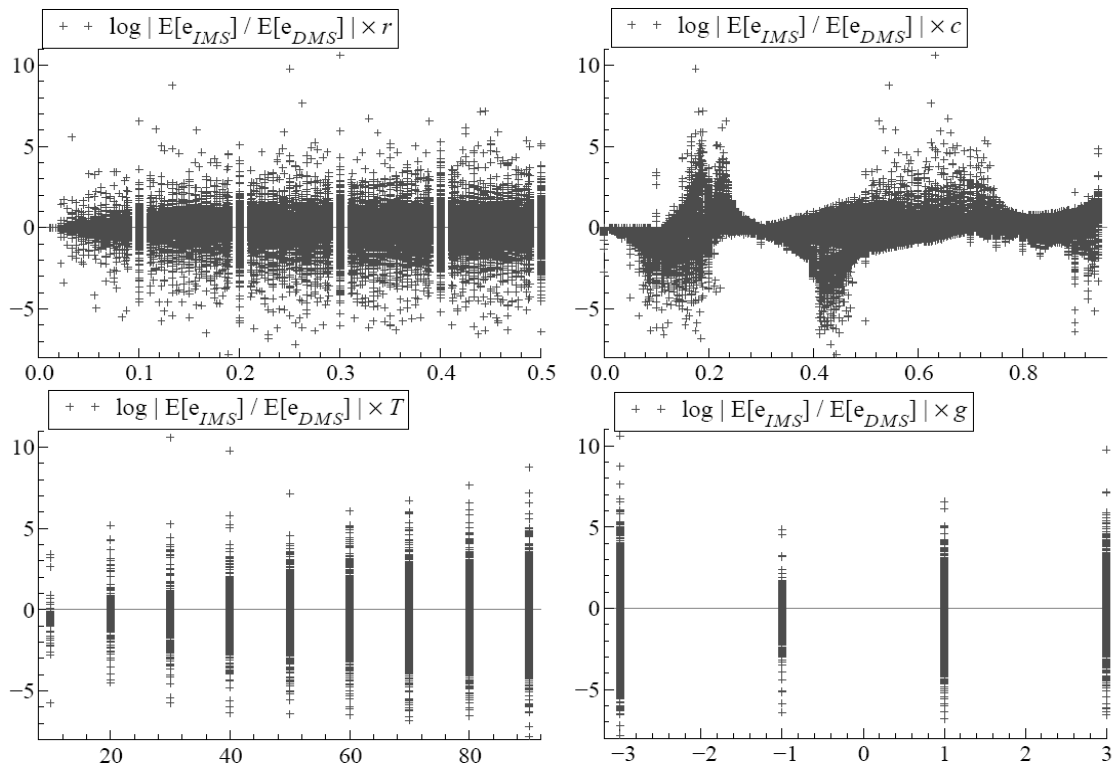 + + log | E[e_IMS] / E[e_DMS] | × r
10
5
0
−5
0.0 0.1 0.2 0.3 0.4 0.5
+ + log | E[e_IMS] / E[e_DMS] | × c
10
5
0
−5
0.0 0.2 0.4 0.6 0.8
+ + log | E[e_IMS] / E[e_DMS] | × T
10
5
0
−5
20 40 60 80
+ + log | E[e_IMS] / E[e_DMS] | × g
10
5
0
−5
−3 −2 −1 0 1 2 3